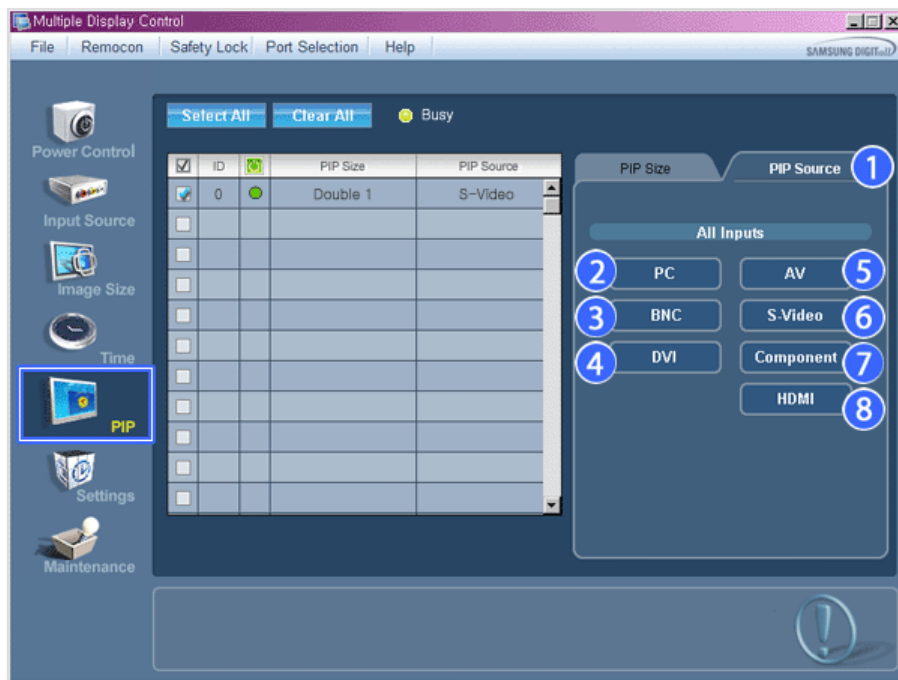 Multiple Display Control
File Remocon Safety Lock Port Selection Help SAMSUNG DIGITall
Select All Clear All Busy
Power Control
ID PIP Size PIP Source
0 Double 1 S-Video
Input Source
Image Size
Time
PIP
Settings
Maintenance
PIP Size PIP Source 1
All Inputs
2 PC AV 5
3 BNC S-Video 6
4 DVI Component 7
HDMI 8